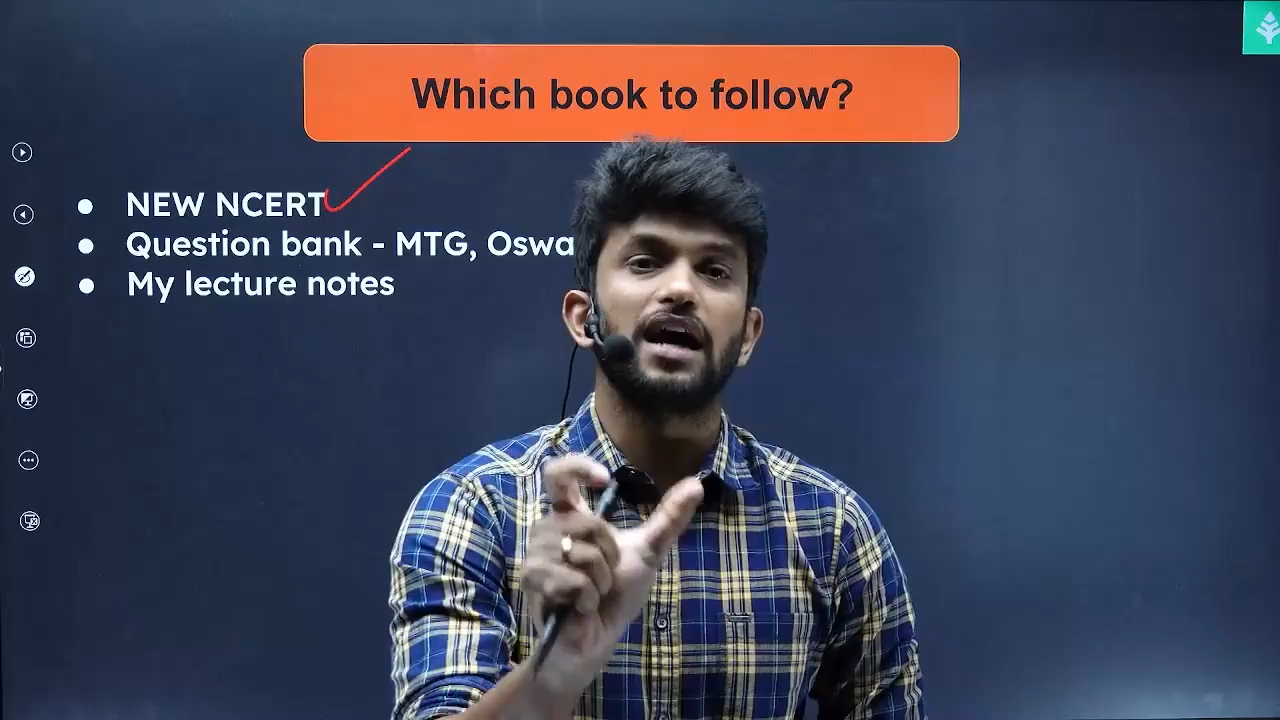 Which book to follow?
NEW NCERT
Question bank - MTG, Oswa
My lecture notes